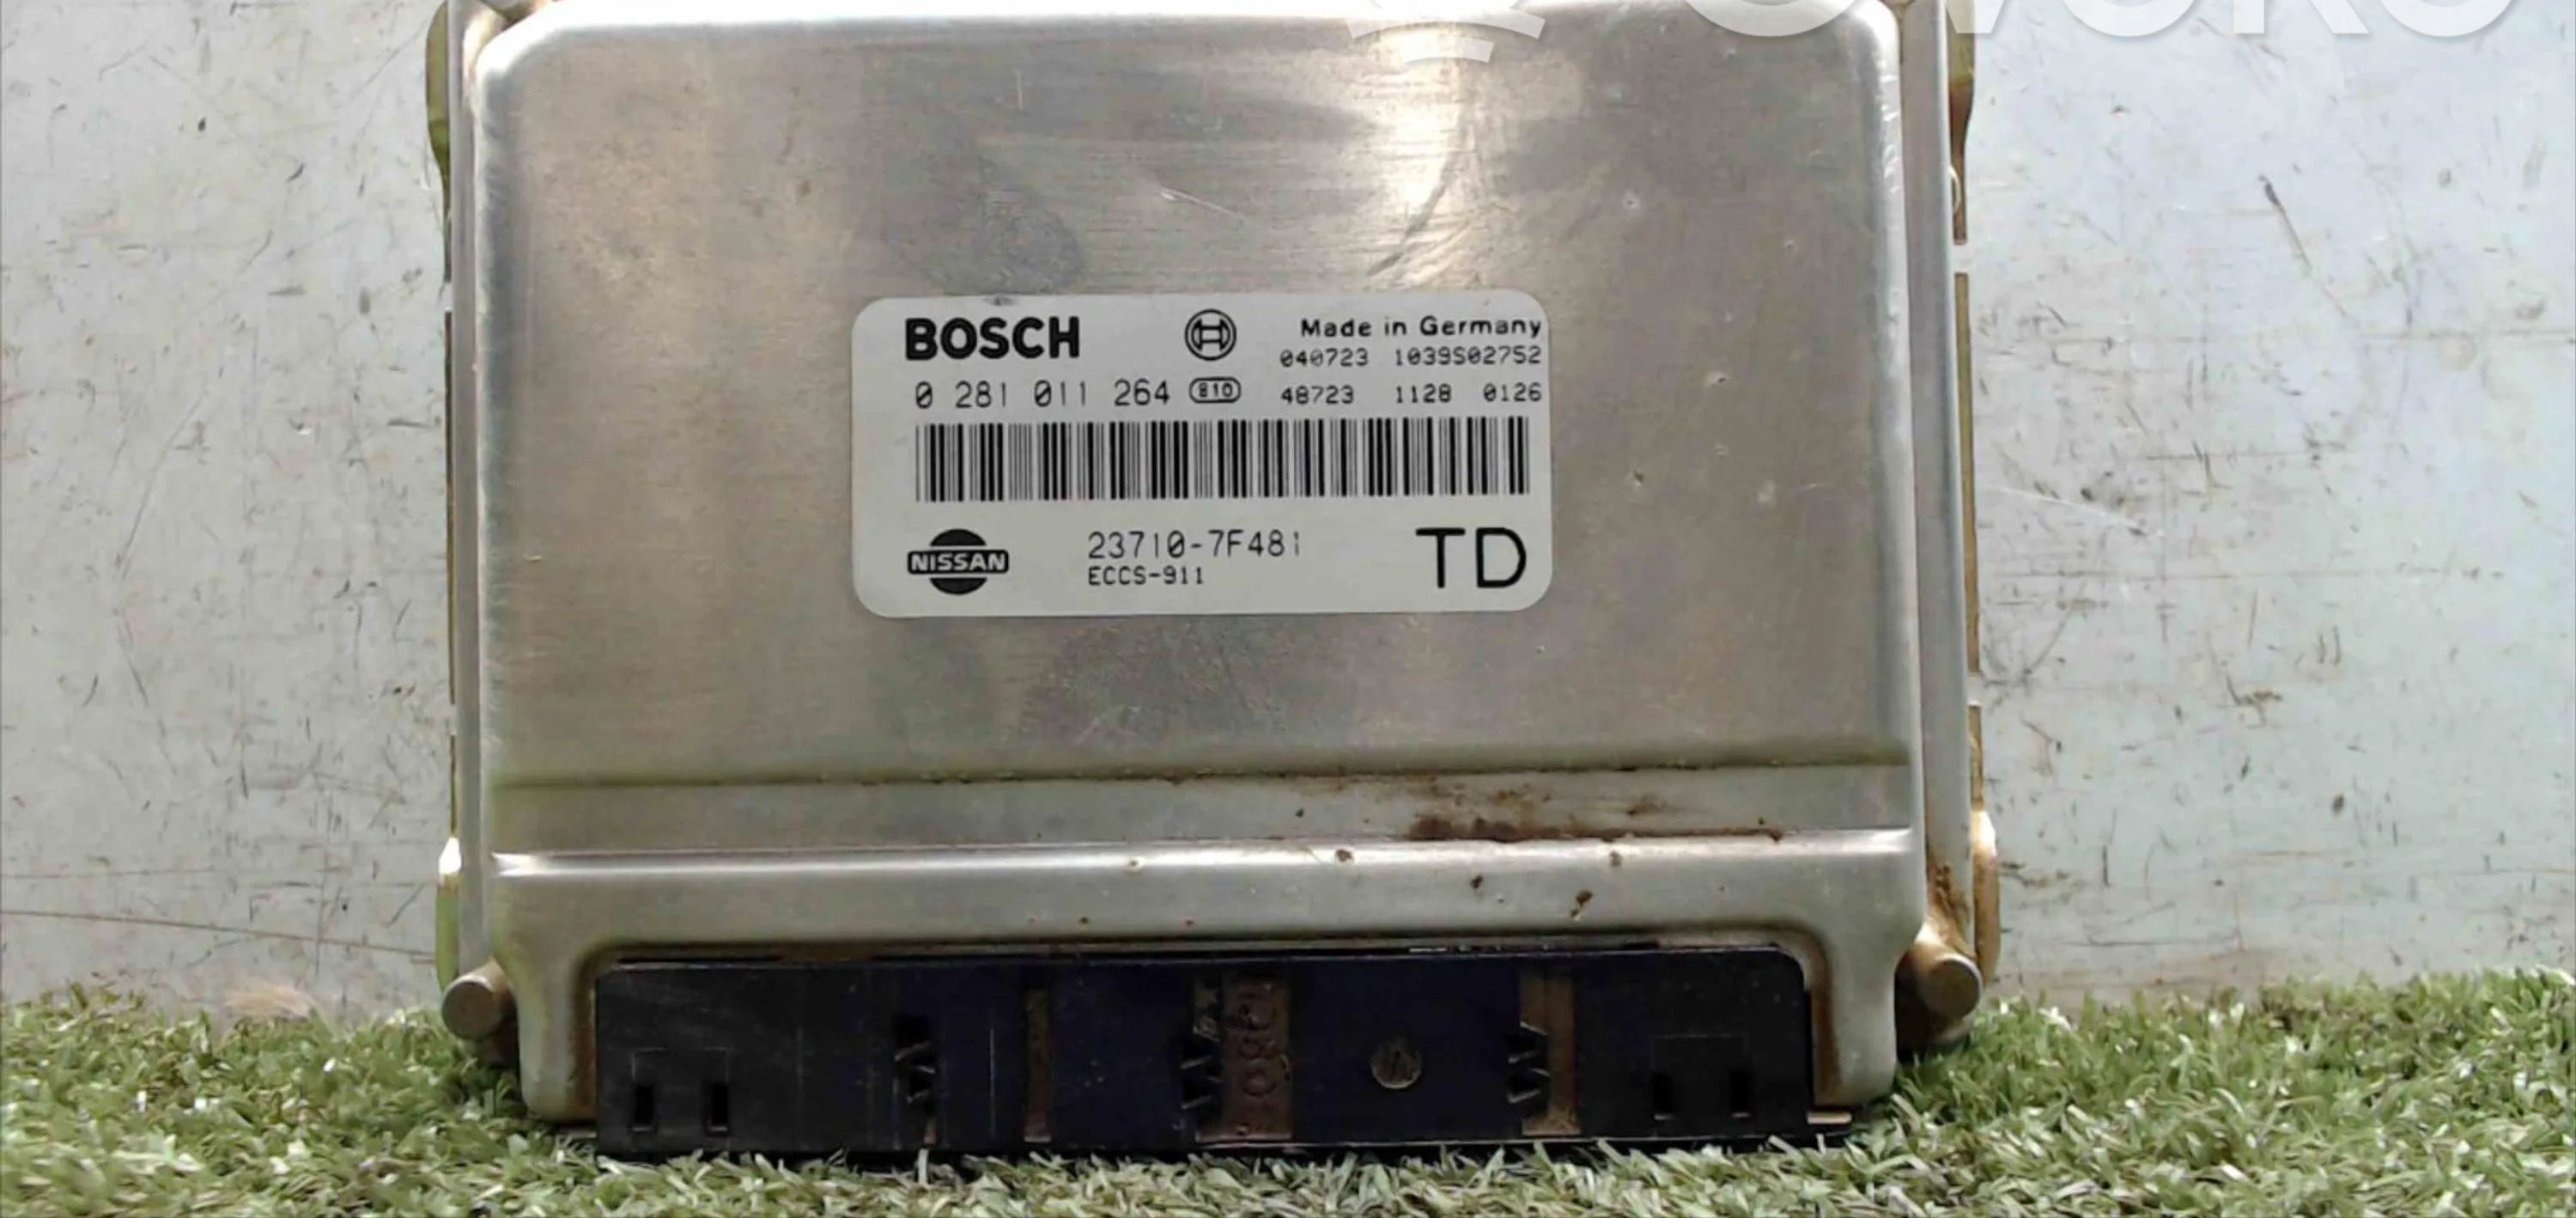 BOSCH
Made in Germany
040723 1039S02752
0 281 011 264 810 48723 1128 0126
NISSAN
23710-7F481
ECCS-911
TD